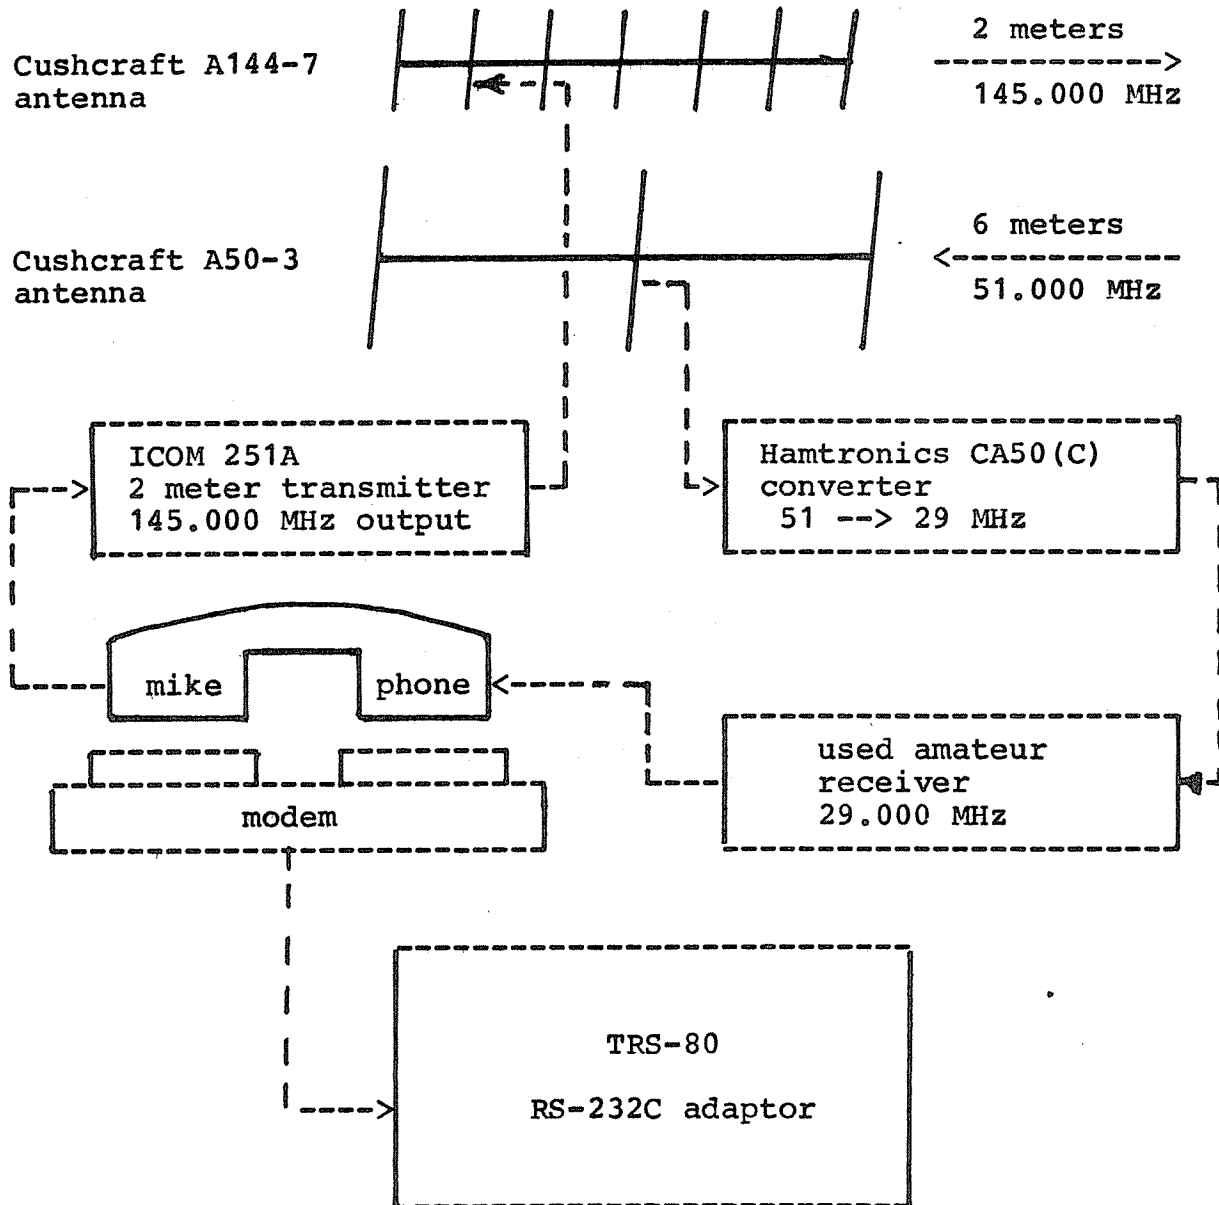 Cushcraft A144-7
antenna
2 meters
145.000 MHz
Cushcraft A50-3
antenna
6 meters
51.000 MHz
ICOM 251A
2 meter transmitter
145.000 MHz output
Hamtronics CA50(C)
converter
51 --> 29 MHz
mike
phone
modem
used amateur
receiver
29.000 MHz
TRS-80
RS-232C adaptor